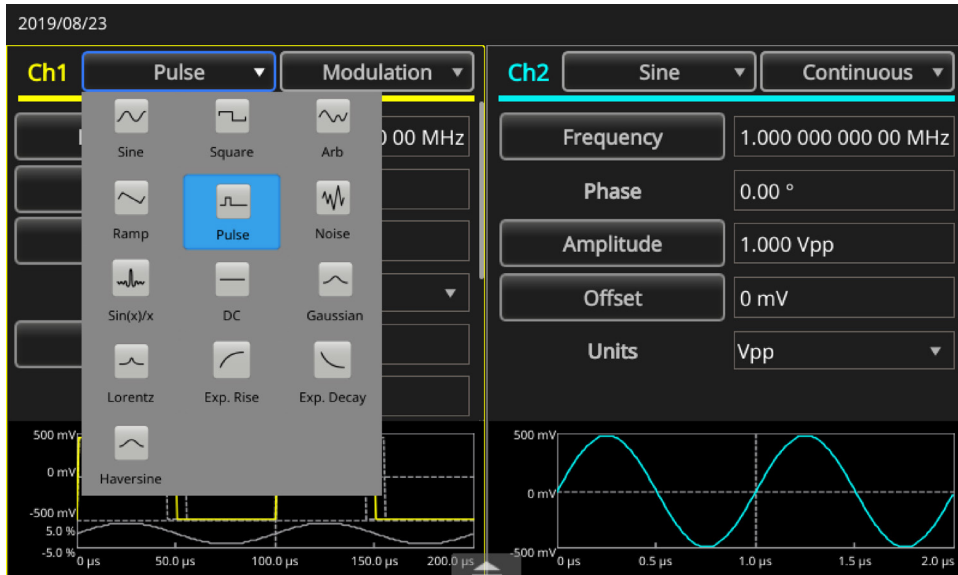 2019/08/23
Ch1 Pulse Modulation
Sine Square Arb
Ramp Pulse Noise
Sin(x)/x DC Gaussian
Lorentz Exp. Rise Exp. Decay
Haversine
00 MHz
500 mV
0 mV
-500 mV
5.0 %
-5.0 %
0 µs 50.0 µs 100.0 µs 150.0 µs 200.0 µs
Ch2 Sine Continuous
Frequency 1.000 000 000 00 MHz
Phase 0.00 °
Amplitude 1.000 Vpp
Offset 0 mV
Units Vpp
500 mV
0 mV
-500 mV
0 µs 0.5 µs 1.0 µs 1.5 µs 2.0 µs